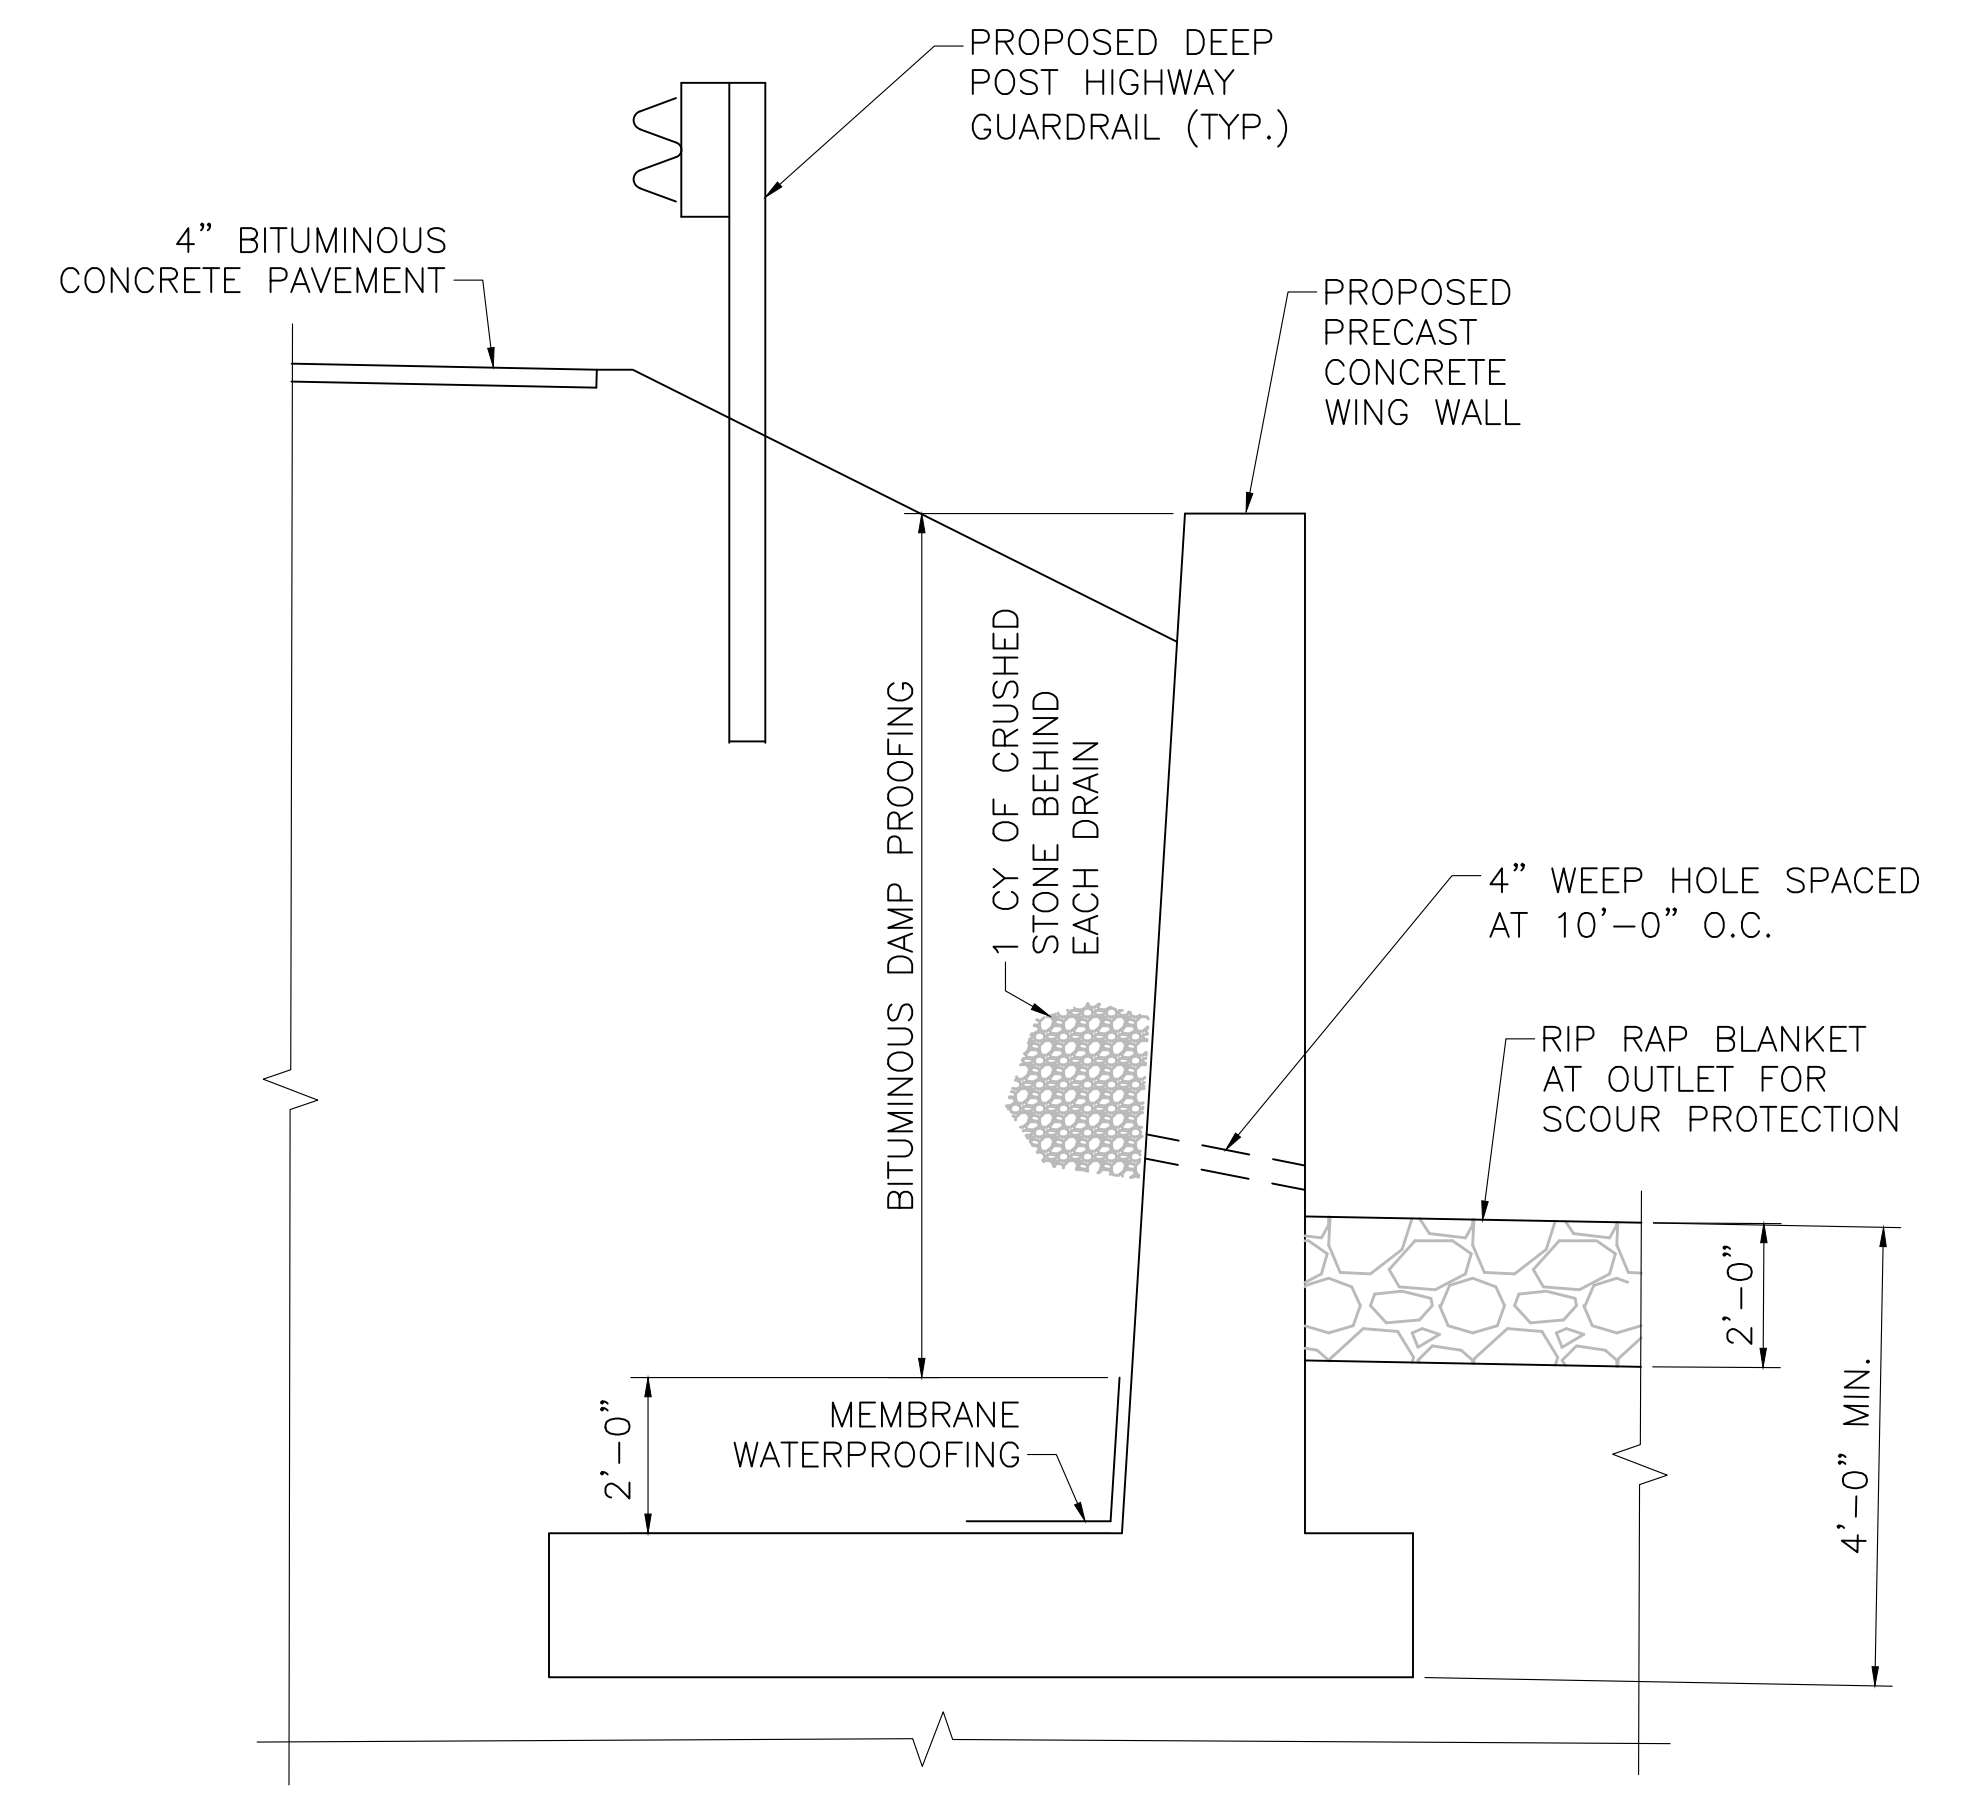 PROPOSED DEEP
POST HIGHWAY
GUARDRAIL (TYP.)
4” BITUMINOUS
CONCRETE PAVEMENT
PROPOSED
PRECAST
CONCRETE
WING WALL
BITUMINOUS DAMP PROOFING
1 CY OF CRUSHED
STONE BEHIND
EACH DRAIN
4” WEEP HOLE SPACED
AT 10’-0” O.C.
RIP RAP BLANKET
AT OUTLET FOR
SCOUR PROTECTION
2’-0”
4’-0” MIN.
2’-0”
MEMBRANE
WATERPROOFING